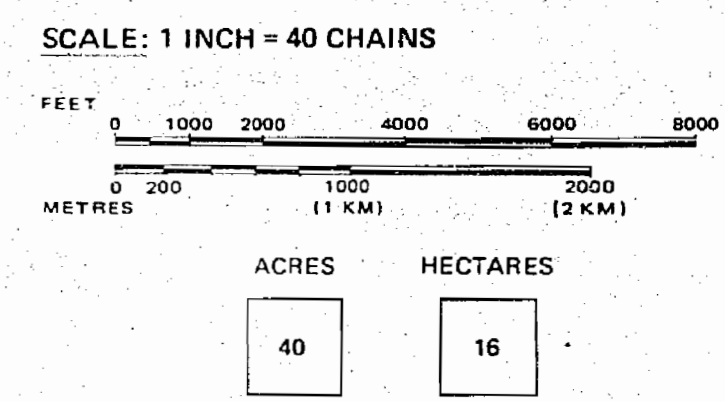 SCALE: 1 INCH = 40 CHAINS
FEET
0 1000 2000 4000 6000 8000
0 200 1000 2000
METRES (1 KM) (2 KM)
ACRES HECTARES
40 16